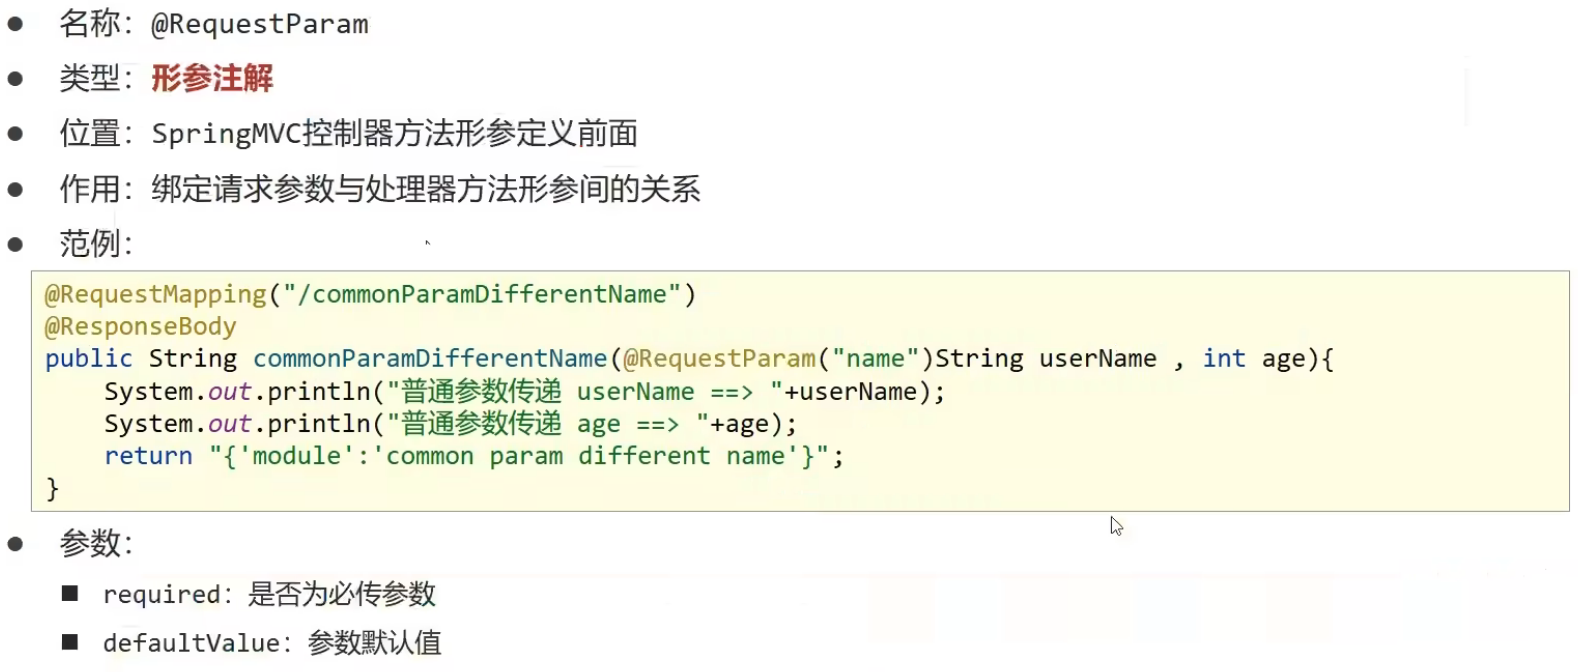 ● 名称：@RequestParam
● 类型：形参注解
● 位置：SpringMVC控制器方法形参定义前面
● 作用：绑定请求参数与处理器方法形参间的关系
● 范例：
@RequestMapping("/commonParamDifferentName")
@ResponseBody
public String commonParamDifferentName(@RequestParam("name")String userName , int age){
    System.out.println("普通参数传递 userName ==> "+userName);
    System.out.println("普通参数传递 age ==> "+age);
    return "{'module':'common param different name'}";
}
● 参数：
■ required：是否为必传参数
■ defaultValue：参数默认值